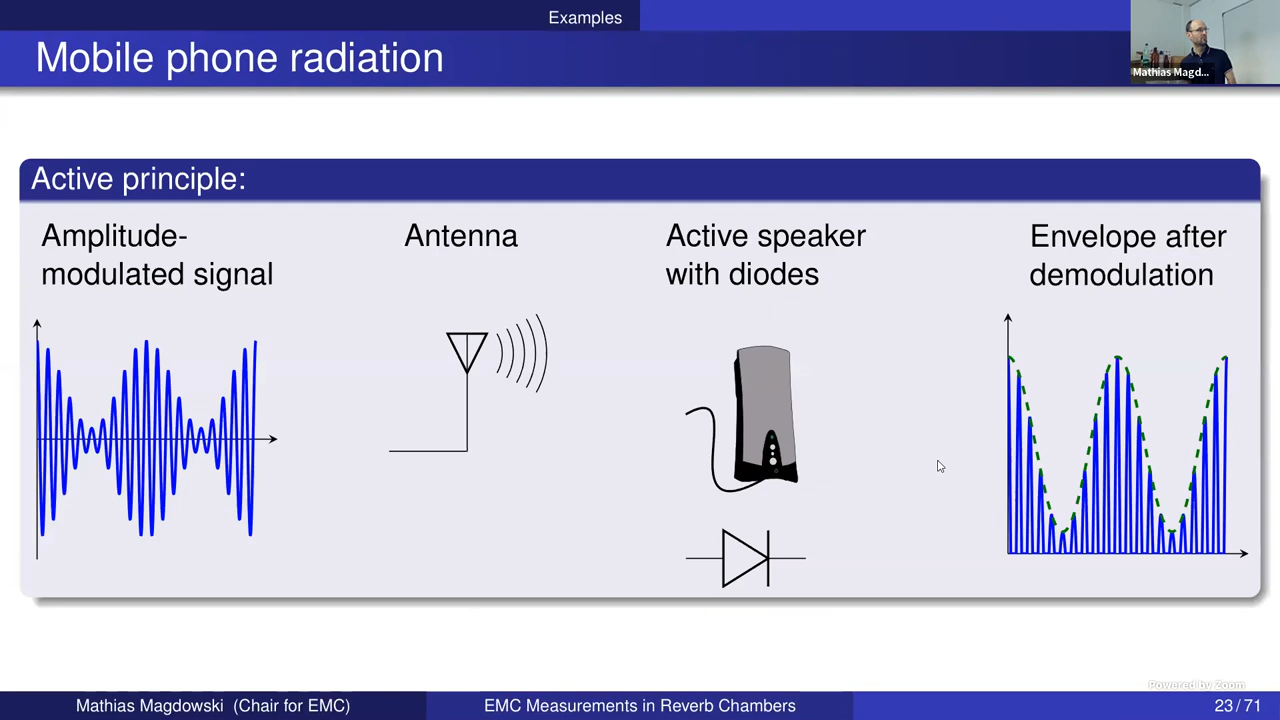 Examples
Mobile phone radiation
Mathias Magd...
Active principle:
Amplitude-
modulated signal
Antenna
Active speaker
with diodes
Envelope after
demodulation
Powered by Zoom
Mathias Magdowski (Chair for EMC)
EMC Measurements in Reverb Chambers
23 / 71